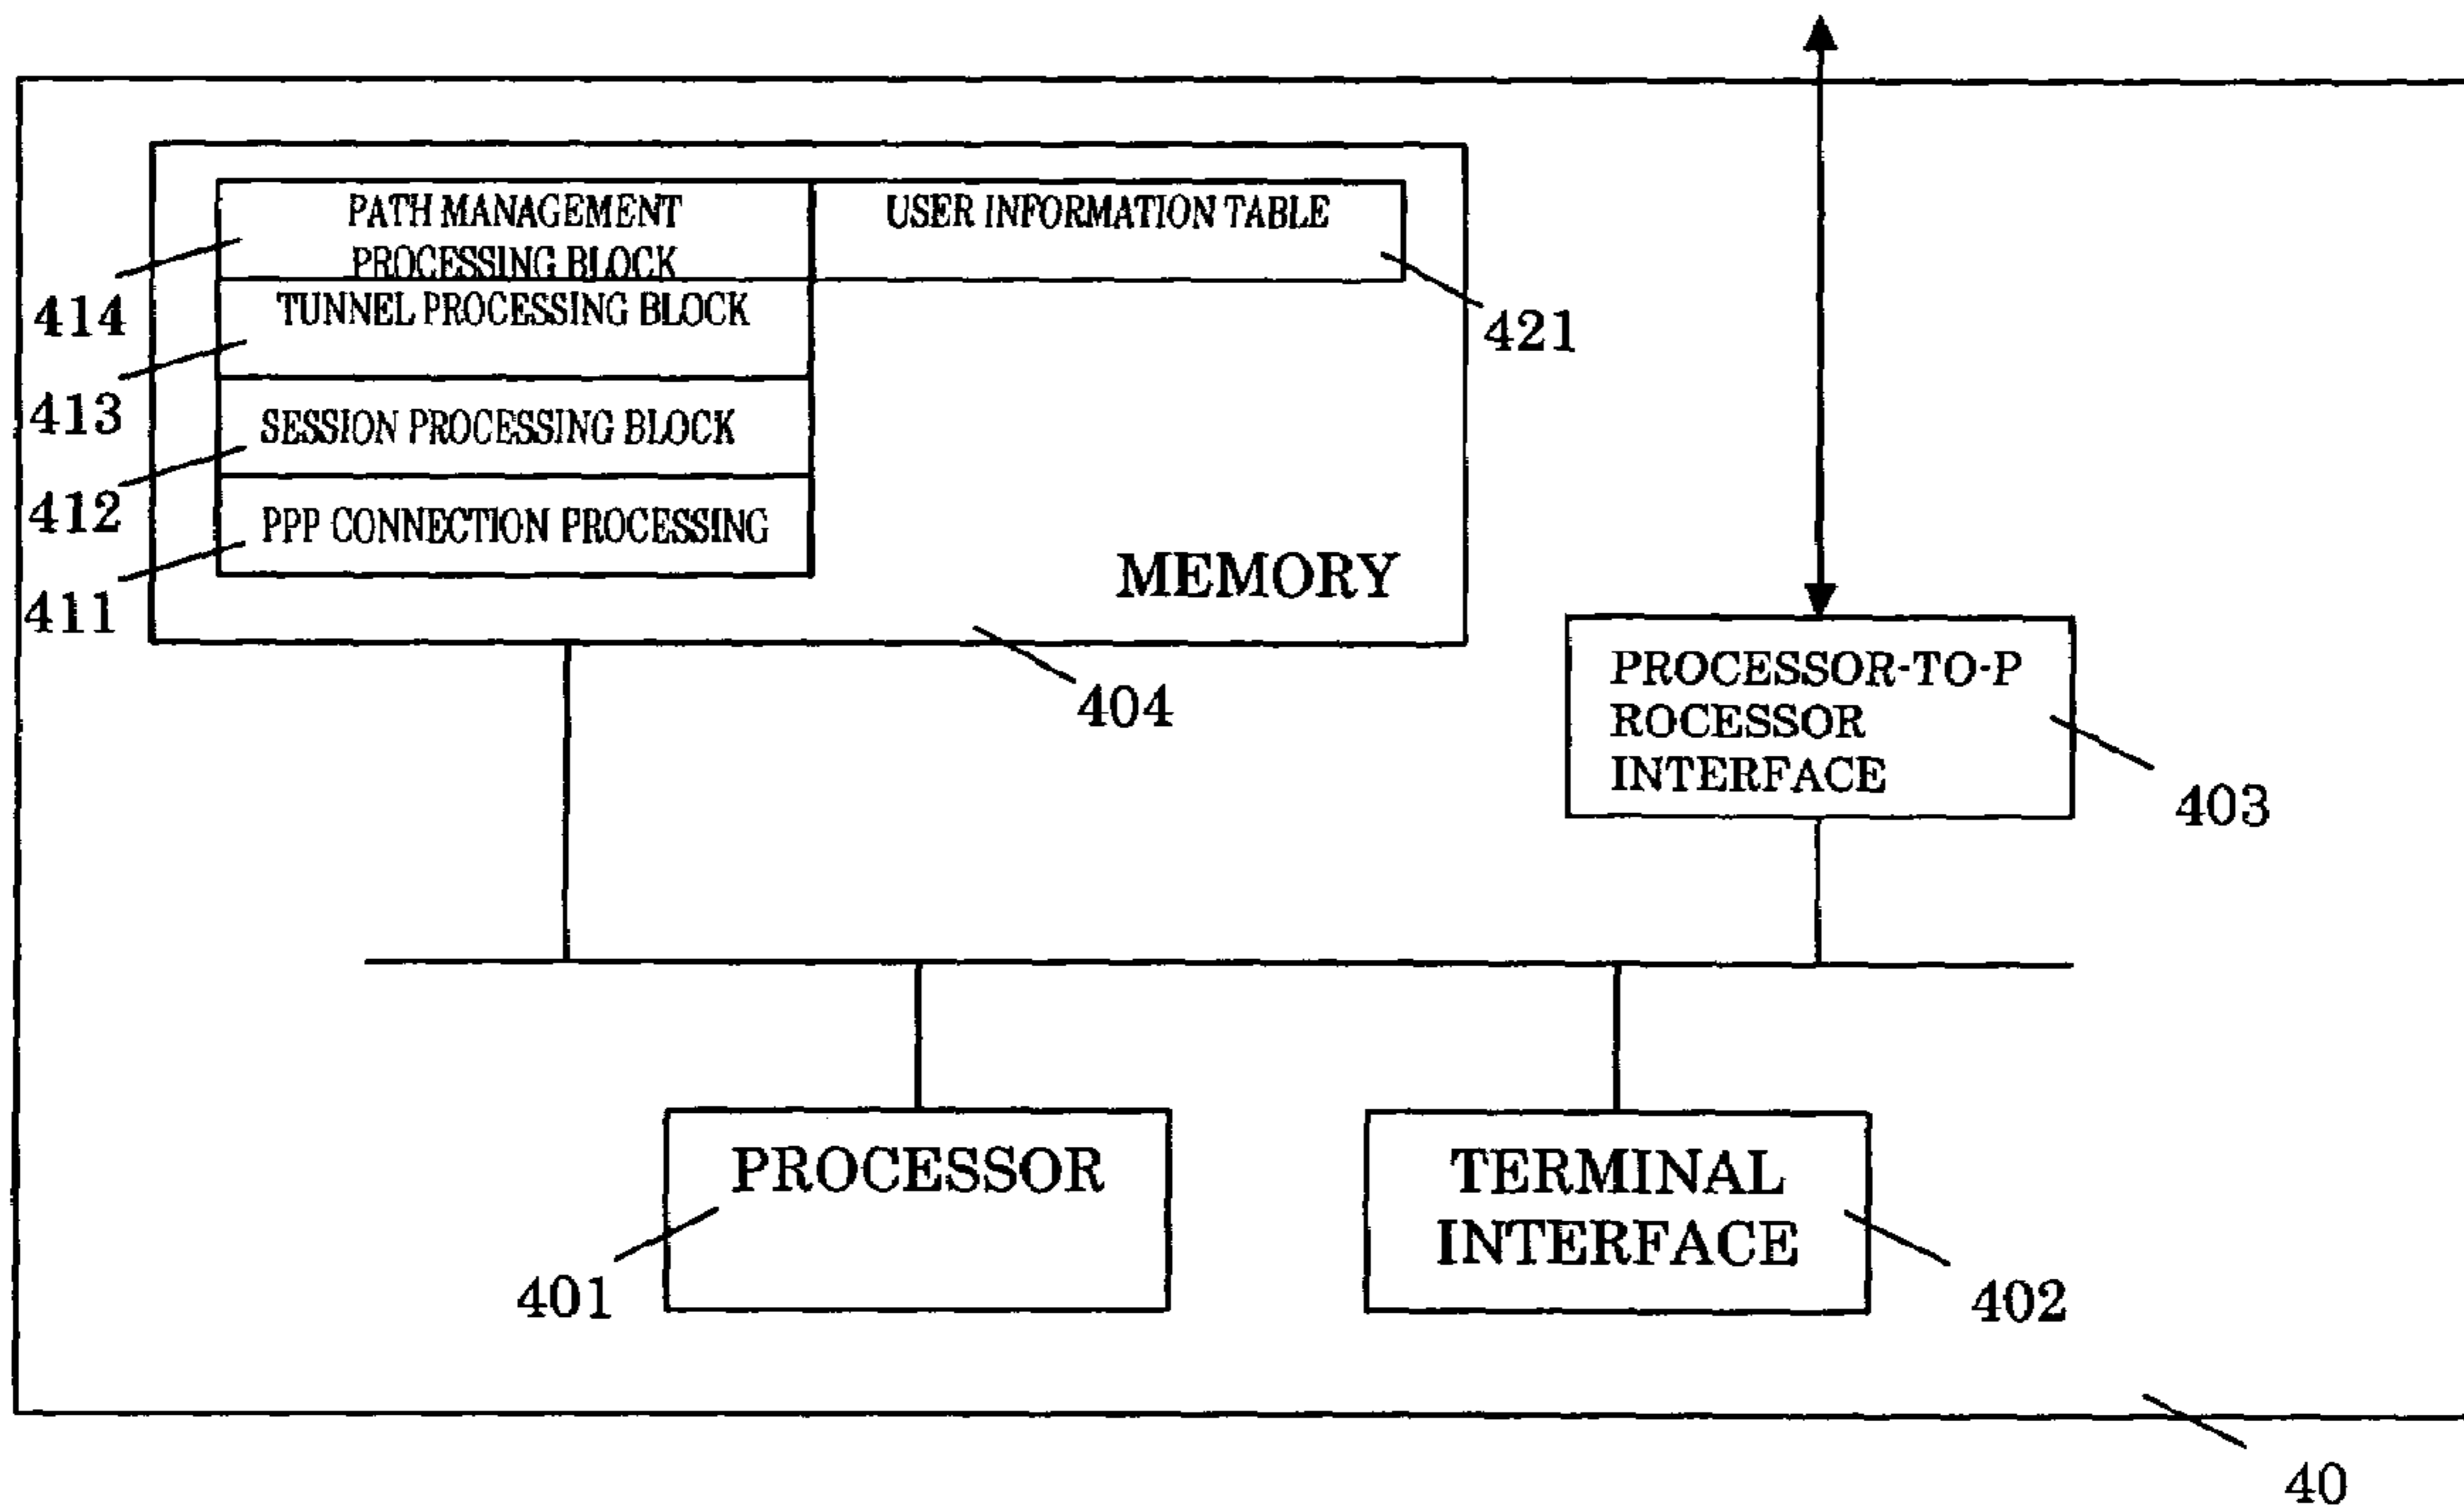 PATH MANAGEMENT
PROCESSING BLOCK
USER INFORMATION TABLE
414
TUNNEL PROCESSING BLOCK
421
413
SESSION PROCESSING BLOCK
412
PPP CONNECTION PROCESSING
411
MEMORY
404
PROCESSOR-TO-P
ROCESSOR
INTERFACE
403
PROCESSOR
401
TERMINAL
INTERFACE
402
40